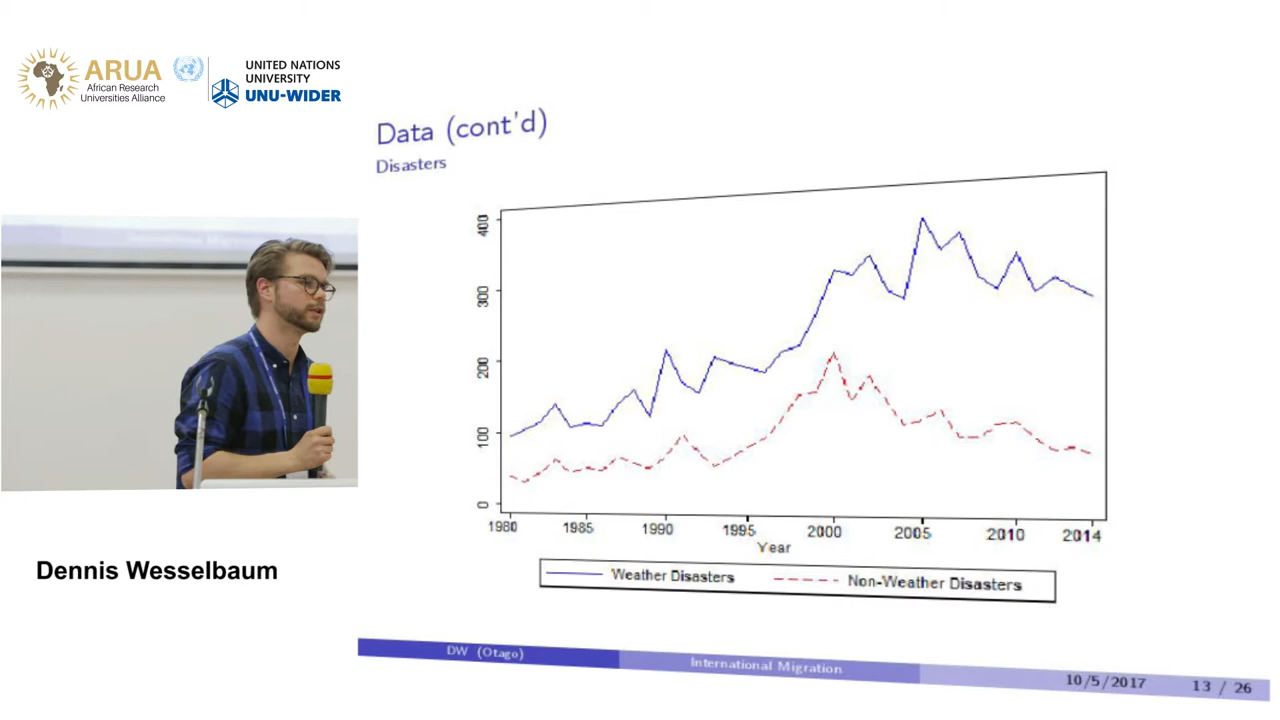 ARUA
African Research
Universities Alliance
UNITED NATIONS
UNIVERSITY
UNU-WIDER
Data (cont'd)
Disasters
400
300
200
100
0
1980 1985 1990 1995 2000 2005 2010 2014
Year
Weather Disasters Non-Weather Disasters
Dennis Wesselbaum
DW (Otago) International Migration 10/5/2017 13 / 26